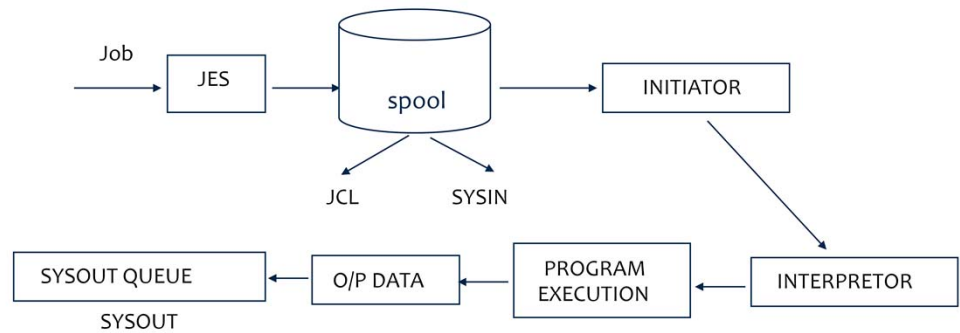 Job
JES
spool
INITIATOR
JCL
SYSIN
SYSOUT QUEUE
O/P DATA
PROGRAM
EXECUTION
INTERPRETOR
SYSOUT